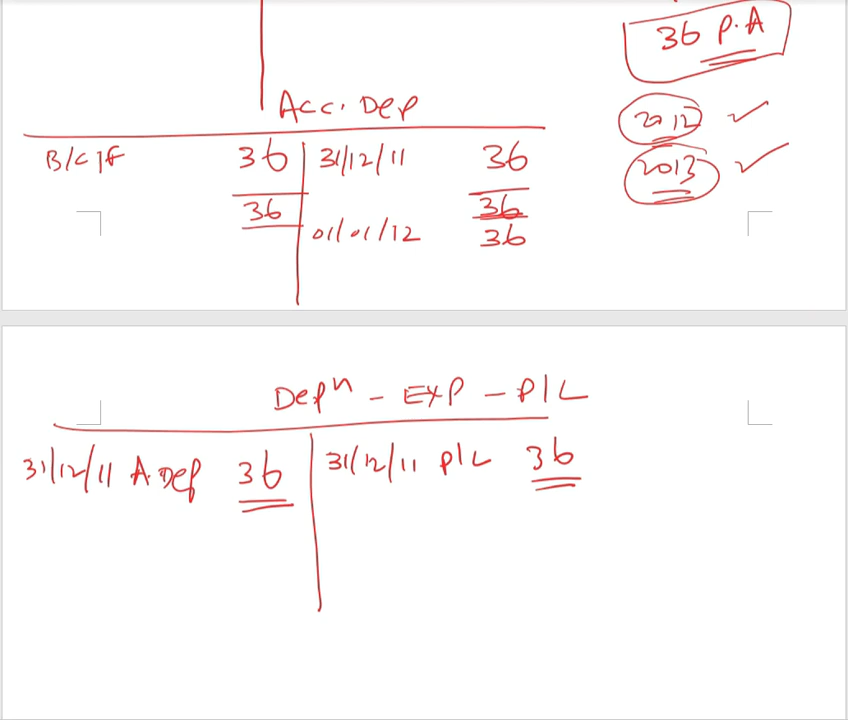 36 P.A
Acc. Dep
2012
B/C/F 36 31/12/11 36
2013
36 36
01/01/12 36
Depn - EXP - P/L
31/12/11 A.Dep 36 31/12/11 P/L 36